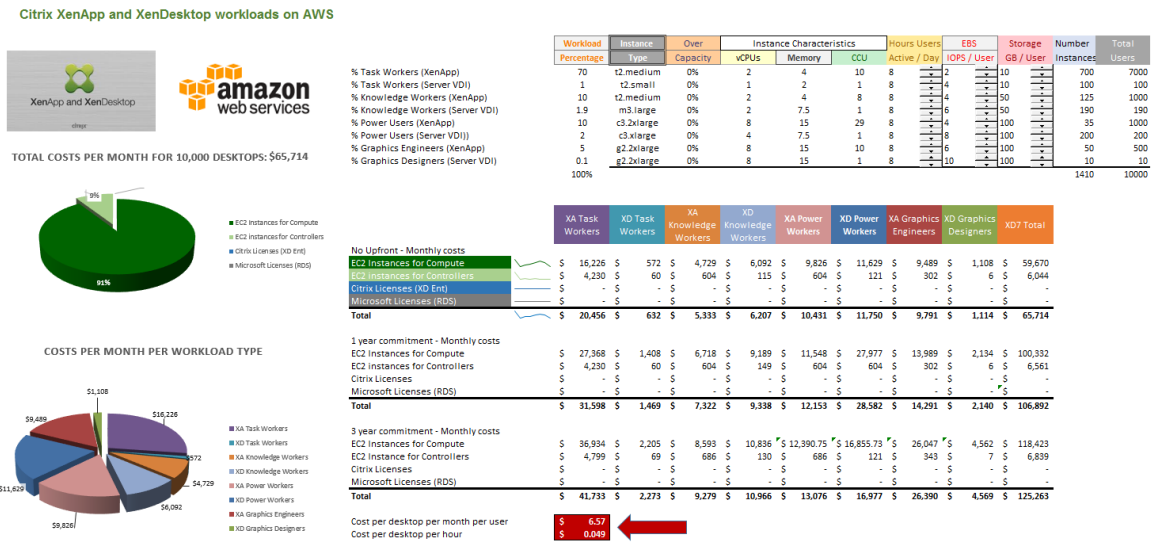 Citrix XenApp and XenDesktop workloads on AWS
XenApp and XenDesktop
citrix
amazon
web services
TOTAL COSTS PER MONTH FOR 10,000 DESKTOPS: $65,714
9%
91%
EC2 Instances for Compute
EC2 instances for Controllers
Citrix Licenses (XD Ent)
Microsoft Licenses (RDS)
COSTS PER MONTH PER WORKLOAD TYPE
$1,108
$9,489
$16,226
$572
$4,729
$6,092
$9,826
$11,629
XA Task Workers
XD Task Workers
XA Knowledge Workers
XD Knowledge Workers
XA Power Workers
XD Power Workers
XA Graphics Engineers
XD Graphics Designers
Workload Instance Over Instance Characteristics Hours Users EBS Storage Number Total
Percentage Type Capacity vCPUS Memory CCU Active / Day IOPS / User GB / User Instances Users
% Task Workers (XenApp) 70 t2.medium 0% 2 4 10 8 2 10 700 7000
% Task Workers (Server VDI) 1 t2.small 0% 1 2 1 8 4 10 100 100
% Knowledge Workers (XenApp) 10 t2.medium 0% 2 4 8 8 4 50 125 1000
% Knowledge Workers (Server VDI) 1.9 m3.large 0% 2 7.5 1 8 6 50 190 190
% Power Users (XenApp) 10 c3.2xlarge 0% 8 15 29 8 4 100 35 1000
% Power Users (Server VDI)) 2 c3.xlarge 0% 4 7.5 1 8 8 100 200 200
% Graphics Engineers (XenApp) 5 g2.2xlarge 0% 8 15 10 8 6 100 50 500
% Graphics Designers (Server VDI) 0.1 g2.2xlarge 0% 8 15 1 8 10 100 10 10
100% 1410 10000
XA Task Workers XD Task Workers XA Knowledge Workers XD Knowledge Workers XA Power Workers XD Power Workers XA Graphics Engineers XD Graphics Designers XD7 Total
No Upfront - Monthly costs
EC2 Instances for Compute $ 16,226 $ 572 $ 4,729 $ 6,092 $ 9,826 $ 11,629 $ 9,489 $ 1,108 $ 59,670
EC2 instances for Controllers $ 4,230 $ 60 $ 604 $ 115 $ 604 $ 121 $ 302 $ 6 $ 6,044
Citrix Licenses (XD Ent) $ - $ - $ - $ - $ - $ - $ - $ - $ -
Microsoft Licenses (RDS) $ - $ - $ - $ - $ - $ - $ - $ - $ -
Total $ 20,456 $ 632 $ 5,333 $ 6,207 $ 10,431 $ 11,750 $ 9,791 $ 1,114 $ 65,714
1 year commitment - Monthly costs
EC2 Instances for Compute $ 27,368 $ 1,408 $ 6,718 $ 9,189 $ 11,548 $ 27,977 $ 13,989 $ 2,134 $ 100,332
EC2 instances for Controllers $ 4,230 $ 60 $ 604 $ 149 $ 604 $ 604 $ 302 $ 6 $ 6,561
Citrix Licenses $ - $ - $ - $ - $ - $ - $ - $ - $ -
Microsoft Licenses (RDS) $ - $ - $ - $ - $ - $ - $ - $ - $ -
Total $ 31,598 $ 1,469 $ 7,322 $ 9,338 $ 12,153 $ 28,582 $ 14,291 $ 2,140 $ 106,892
3 year commitment - Monthly costs
EC2 Instances for Compute $ 36,934 $ 2,205 $ 8,593 $ 10,836 $ 12,390.75 $ 16,855.73 $ 26,047 $ 4,562 $ 118,423
EC2 Instance for Controllers $ 4,799 $ 69 $ 686 $ 130 $ 686 $ 121 $ 343 $ 7 $ 6,839
Citrix Licenses $ - $ - $ - $ - $ - $ - $ - $ - $ -
Microsoft Licenses (RDS) $ - $ - $ - $ - $ - $ - $ - $ - $ -
Total $ 41,733 $ 2,273 $ 9,279 $ 10,966 $ 13,076 $ 16,977 $ 26,390 $ 4,569 $ 125,263
Cost per desktop per month per user $ 6.57
Cost per desktop per hour $ 0.049